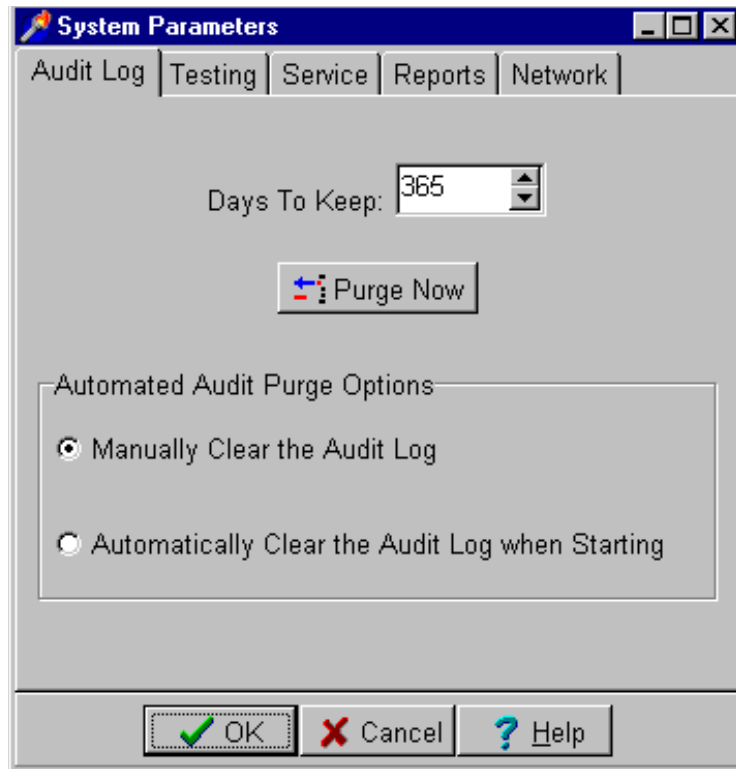 System Parameters
Audit Log Testing Service Reports Network
Days To Keep: 365
Purge Now
Automated Audit Purge Options
Manually Clear the Audit Log
Automatically Clear the Audit Log when Starting
OK Cancel Help